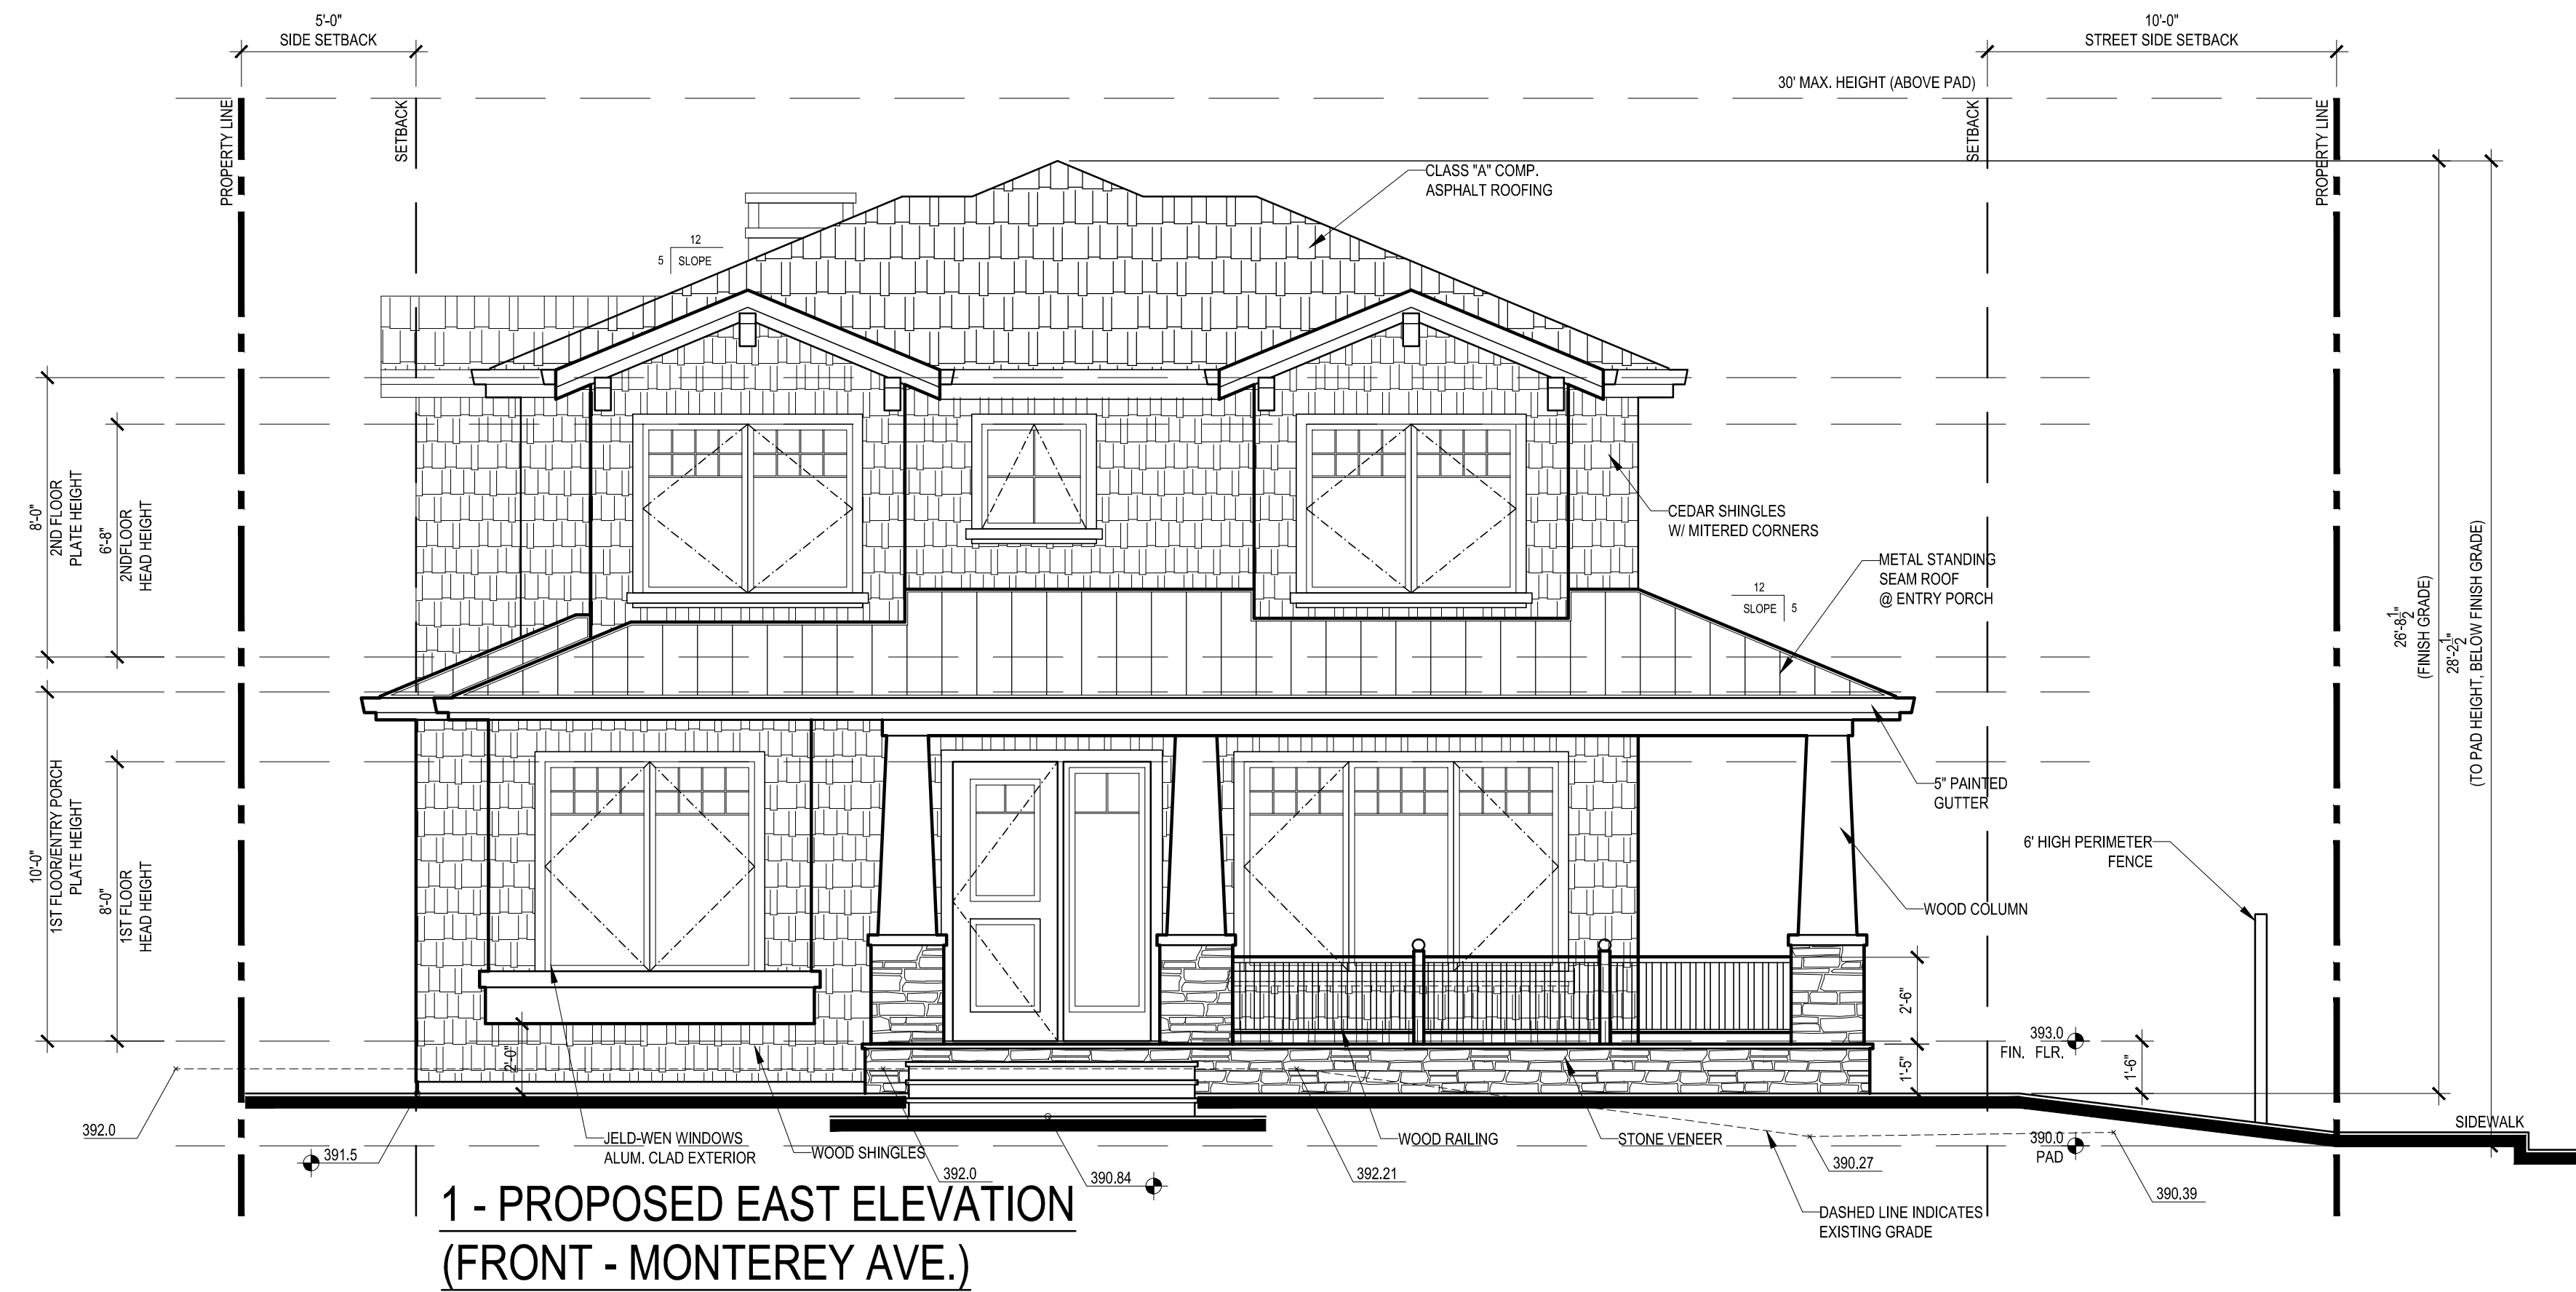 5'-0"
SIDE SETBACK
10'-0"
STREET SIDE SETBACK
30' MAX. HEIGHT (ABOVE PAD)
PROPERTY LINE
SETBACK
SETBACK
PROPERTY LINE
CLASS "A" COMP.
ASPHALT ROOFING
12
5
SLOPE
8'-0"
2ND FLOOR
PLATE HEIGHT
6'-8"
2NDFLOOR
HEAD HEIGHT
CEDAR SHINGLES
W/ MITERED CORNERS
METAL STANDING
SEAM ROOF
@ ENTRY PORCH
12
SLOPE
5
26'-8 1/2"
(FINISH GRADE)
28'-2 1/2"
(TO PAD HEIGHT, BELOW FINISH GRADE)
10'-0"
1ST FLOOR/ENTRY PORCH
PLATE HEIGHT
8'-0"
1ST FLOOR
HEAD HEIGHT
5" PAINTED
GUTTER
6' HIGH PERIMETER
FENCE
WOOD COLUMN
2'-6"
393.0
FIN. FLR.
1'-5"
1'-6"
2'-0"
392.0
391.5
JELD-WEN WINDOWS
ALUM. CLAD EXTERIOR
WOOD SHINGLES
392.0
390.84
WOOD RAILING
392.21
STONE VENEER
390.27
390.0
PAD
390.39
SIDEWALK
DASHED LINE INDICATES
EXISTING GRADE
1 - PROPOSED EAST ELEVATION
(FRONT - MONTEREY AVE.)